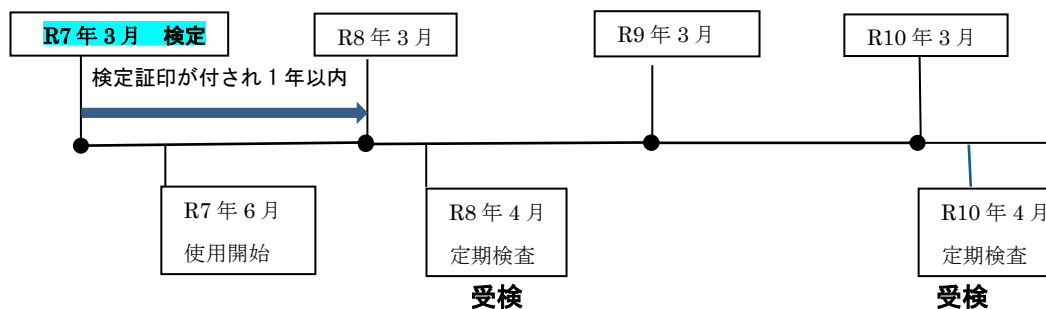 R7年3月　検定
R8年3月
R9年3月
R10年3月
検定証印が付され1年以内
R7年6月
使用開始
R8年4月
定期検査
R10年4月
定期検査
受検
受検